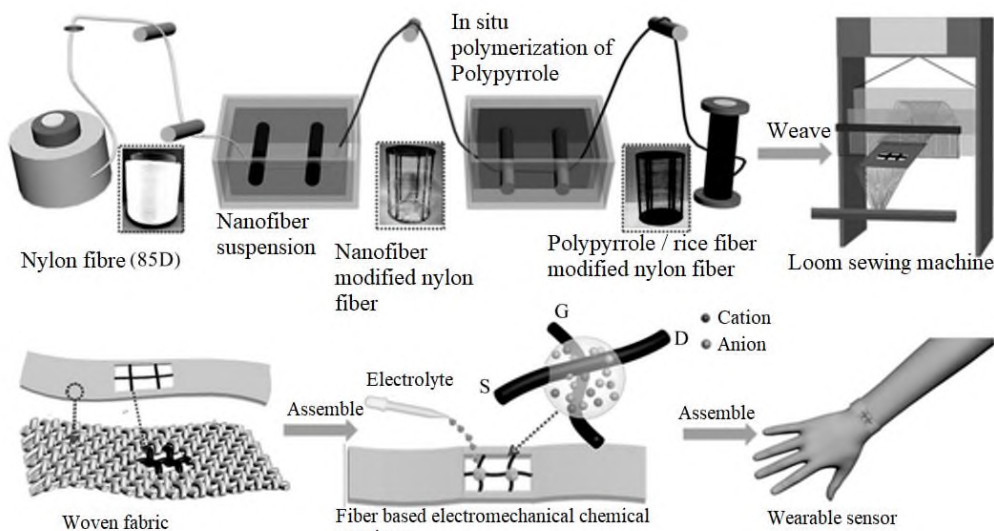 In situ
polymerization of
Polypyrrole
Weave
Nanofiber
suspension
Nylon fibre (85D)
Nanofiber
modified nylon
fiber
Polypyrrole / rice fiber
modified nylon fiber
Loom sewing machine
G
D
S
Cation
Anion
Electrolyte
Assemble
Assemble
Woven fabric
Fiber based electromechanical chemical
Wearable sensor